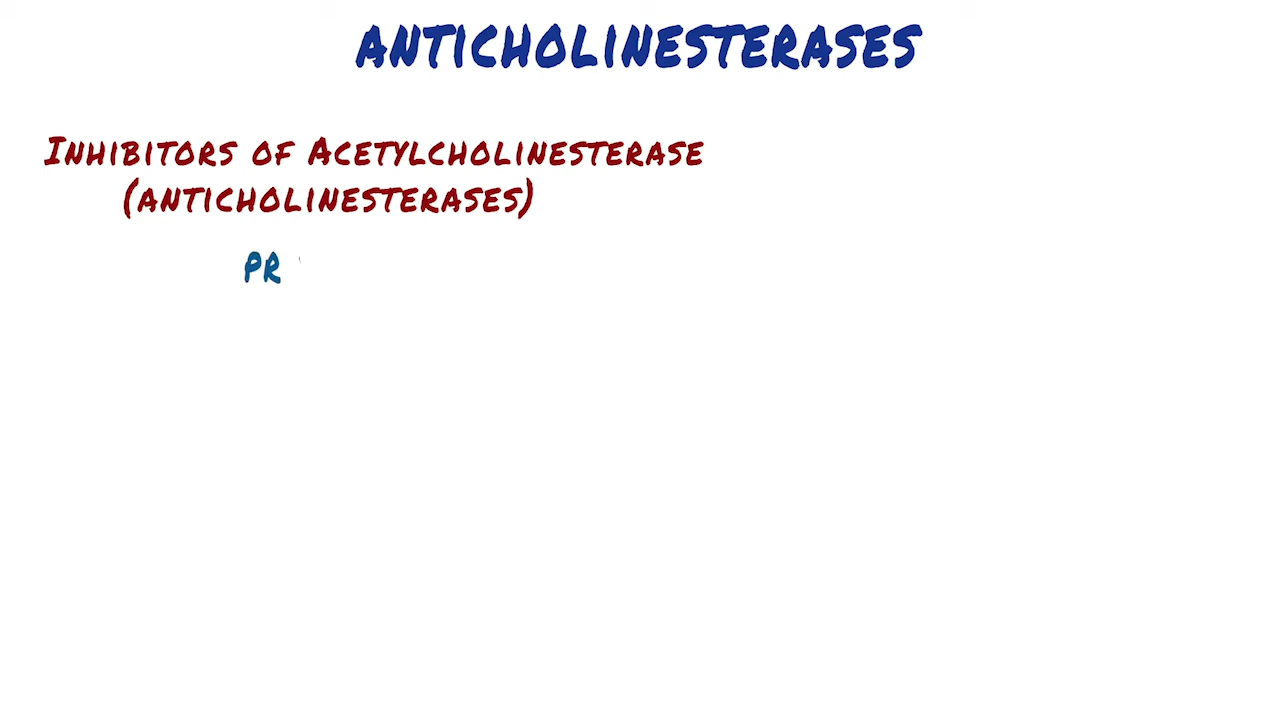 ANTICHOLINESTERASES
INHIBITORS OF ACETYLCHOLINESTERASE
(ANTICHOLINESTERASES)
PR